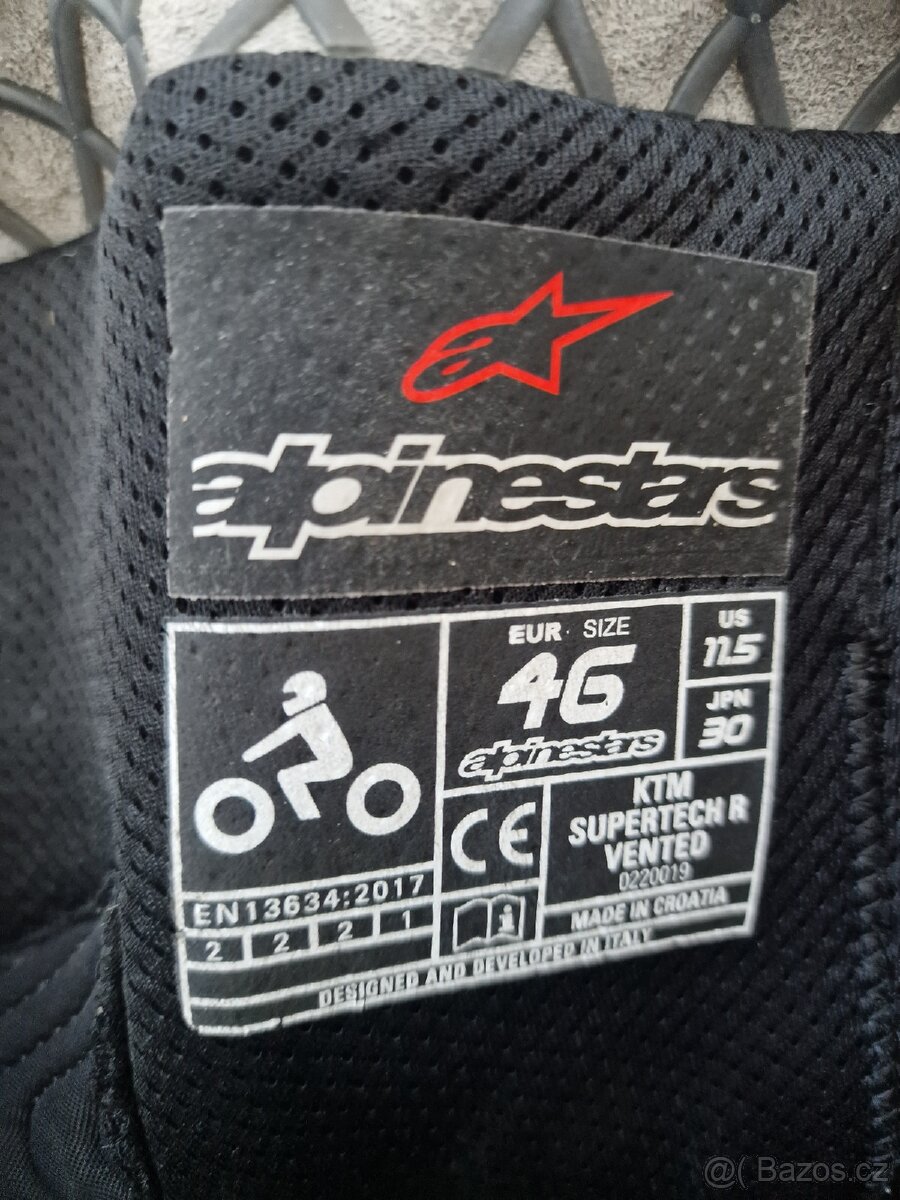 alpinestars
EUR SIZE
46
alpinestars
US
11.5
JPN
30
CE
KTM
SUPERTECH R
VENTED
0220019
EN13634:2017
2 2 2 1
i
MADE IN CROATIA
DESIGNED AND DEVELOPED IN ITALY
@( Bazos.cz